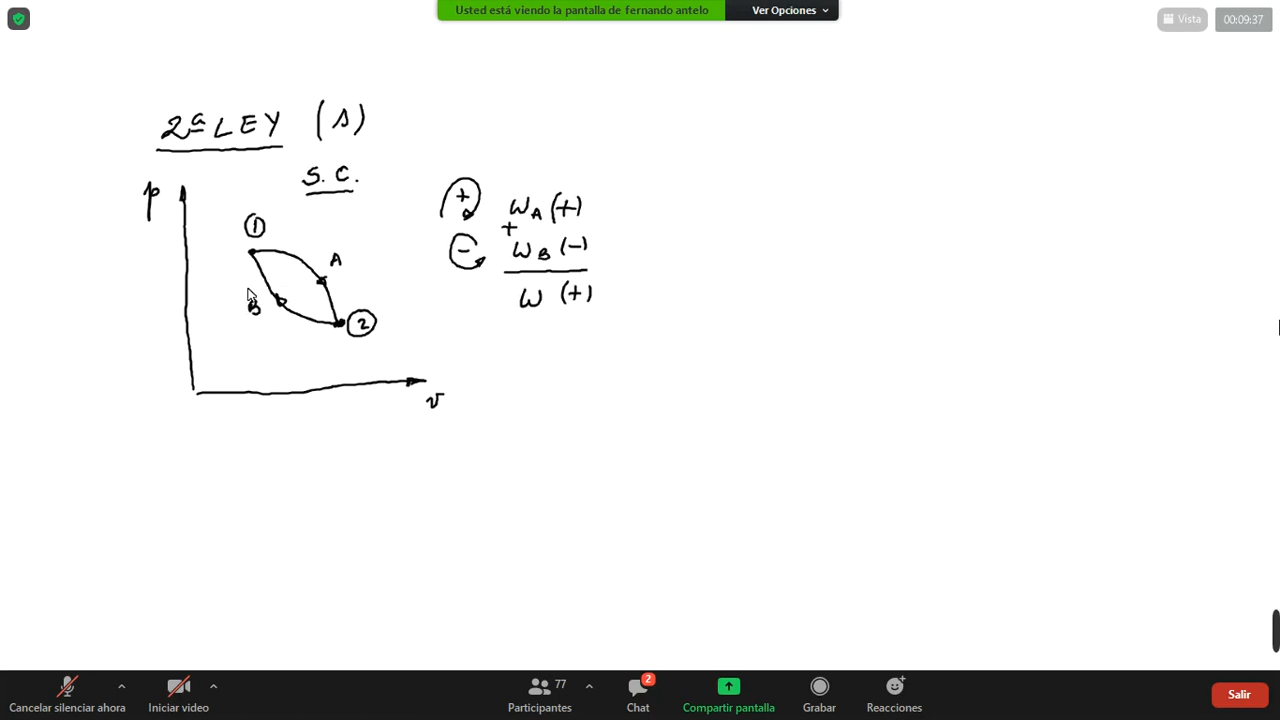 Usted está viendo la pantalla de fernando antelo
Ver Opciones
Vista
00:09:37
2ª LEY (s)
S. C.
p
1
A
B
2
v
+
W_A (+)
+
-
W_B (-)
W (+)
Cancelar silenciar ahora
Iniciar video
77
Participantes
2
Chat
Compartir pantalla
Grabar
Reacciones
Salir